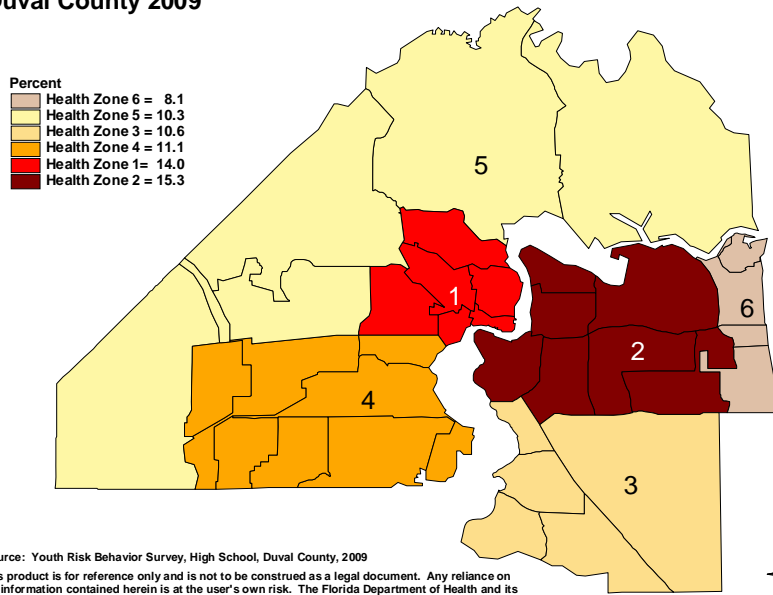 Duval County 2009
Percent
Health Zone 6 = 8.1
Health Zone 5 = 10.3
Health Zone 3 = 10.6
Health Zone 4 = 11.1
Health Zone 1= 14.0
Health Zone 2 = 15.3
5
1
6
2
4
3
urce: Youth Risk Behavior Survey, High School, Duval County, 2009
s product is for reference only and is not to be construed as a legal document. Any reliance on
information contained herein is at the user's own risk. The Florida Department of Health and its